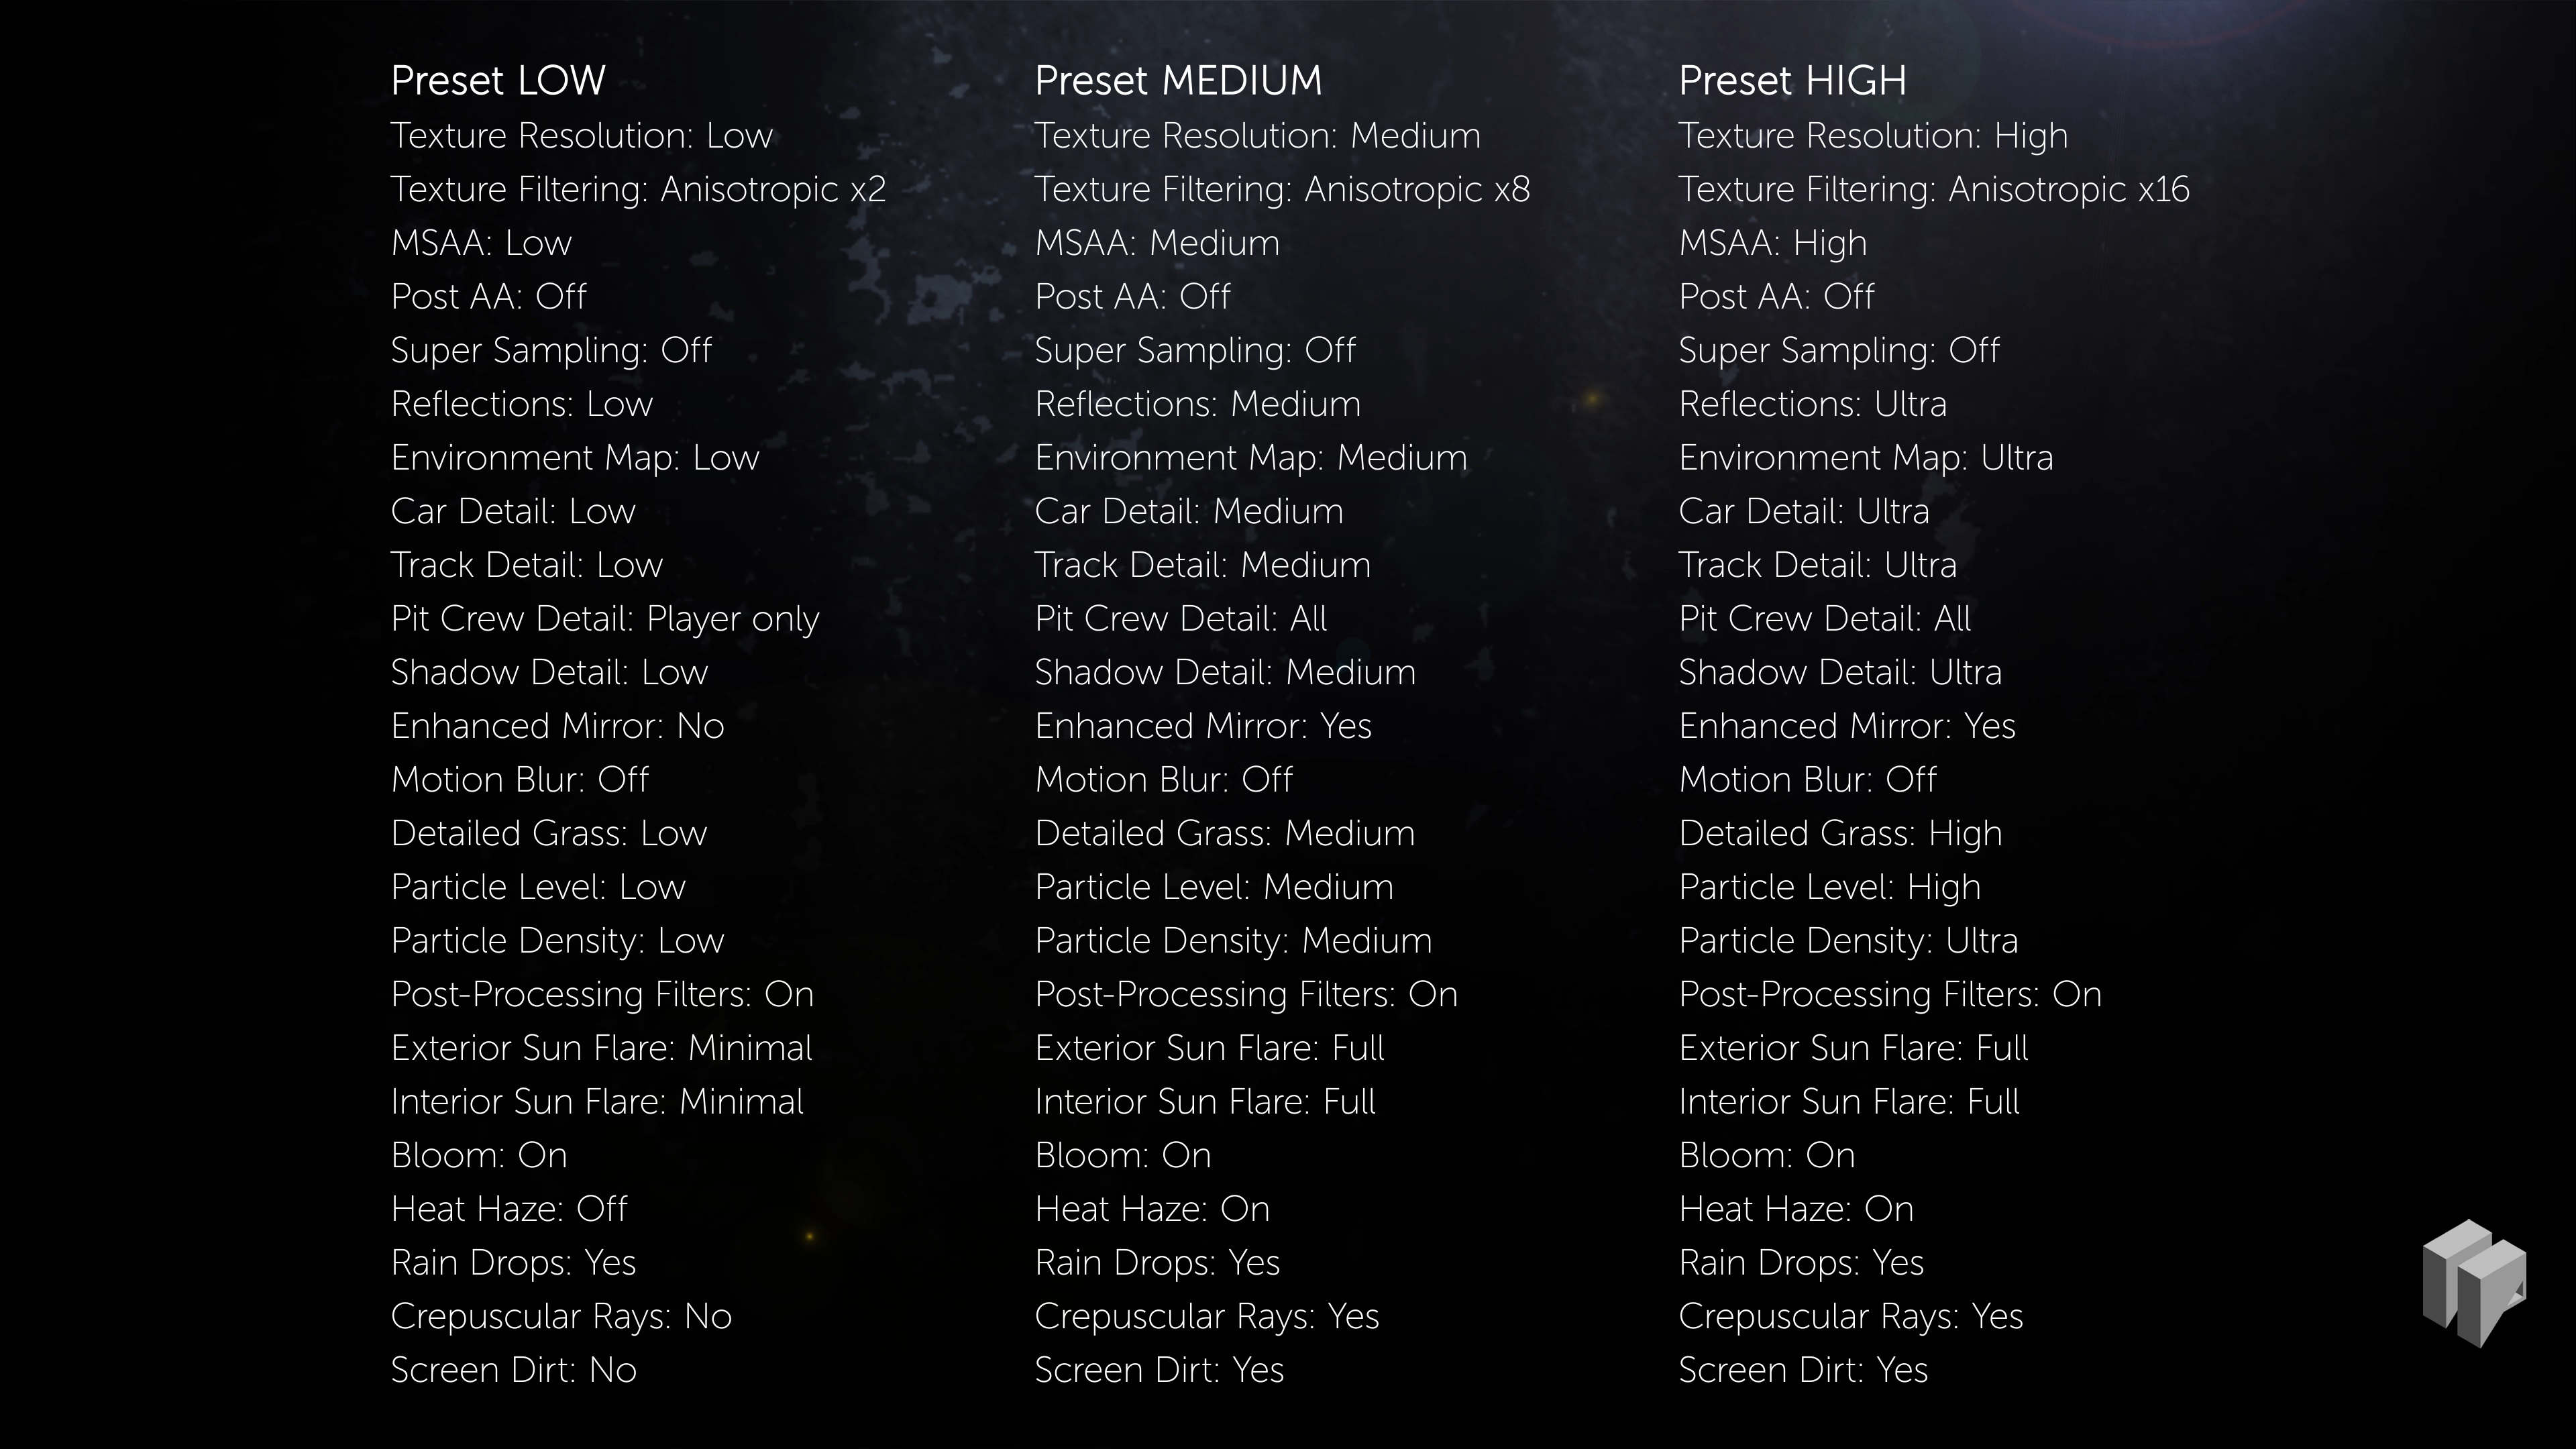 Preset LOW
Texture Resolution: Low
Texture Filtering: Anisotropic x2
MSAA: Low
Post AA: Off
Super Sampling: Off
Reflections: Low
Environment Map: Low
Car Detail: Low
Track Detail: Low
Pit Crew Detail: Player only
Shadow Detail: Low
Enhanced Mirror: No
Motion Blur: Off
Detailed Grass: Low
Particle Level: Low
Particle Density: Low
Post-Processing Filters: On
Exterior Sun Flare: Minimal
Interior Sun Flare: Minimal
Bloom: On
Heat Haze: Off
Rain Drops: Yes
Crepuscular Rays: No
Screen Dirt: No
Preset MEDIUM
Texture Resolution: Medium
Texture Filtering: Anisotropic x8
MSAA: Medium
Post AA: Off
Super Sampling: Off
Reflections: Medium
Environment Map: Medium
Car Detail: Medium
Track Detail: Medium
Pit Crew Detail: All
Shadow Detail: Medium
Enhanced Mirror: Yes
Motion Blur: Off
Detailed Grass: Medium
Particle Level: Medium
Particle Density: Medium
Post-Processing Filters: On
Exterior Sun Flare: Full
Interior Sun Flare: Full
Bloom: On
Heat Haze: On
Rain Drops: Yes
Crepuscular Rays: Yes
Screen Dirt: Yes
Preset HIGH
Texture Resolution: High
Texture Filtering: Anisotropic x16
MSAA: High
Post AA: Off
Super Sampling: Off
Reflections: Ultra
Environment Map: Ultra
Car Detail: Ultra
Track Detail: Ultra
Pit Crew Detail: All
Shadow Detail: Ultra
Enhanced Mirror: Yes
Motion Blur: Off
Detailed Grass: High
Particle Level: High
Particle Density: Ultra
Post-Processing Filters: On
Exterior Sun Flare: Full
Interior Sun Flare: Full
Bloom: On
Heat Haze: On
Rain Drops: Yes
Crepuscular Rays: Yes
Screen Dirt: Yes